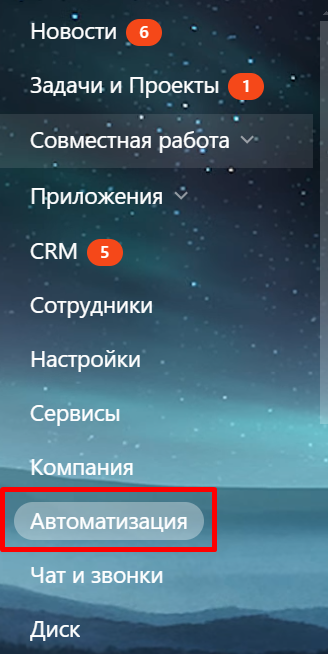 Новости 6
Задачи и Проекты 1
Совместная работа
Приложения
CRM 5
Сотрудники
Настройки
Сервисы
Компания
Автоматизация
Чат и звонки
Диск